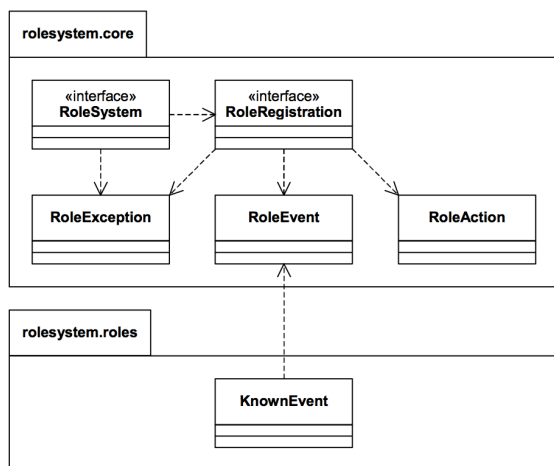 rolesystem.core
«interface»
RoleSystem
«interface»
RoleRegistration
RoleException
RoleEvent
RoleAction
rolesystem.roles
KnownEvent